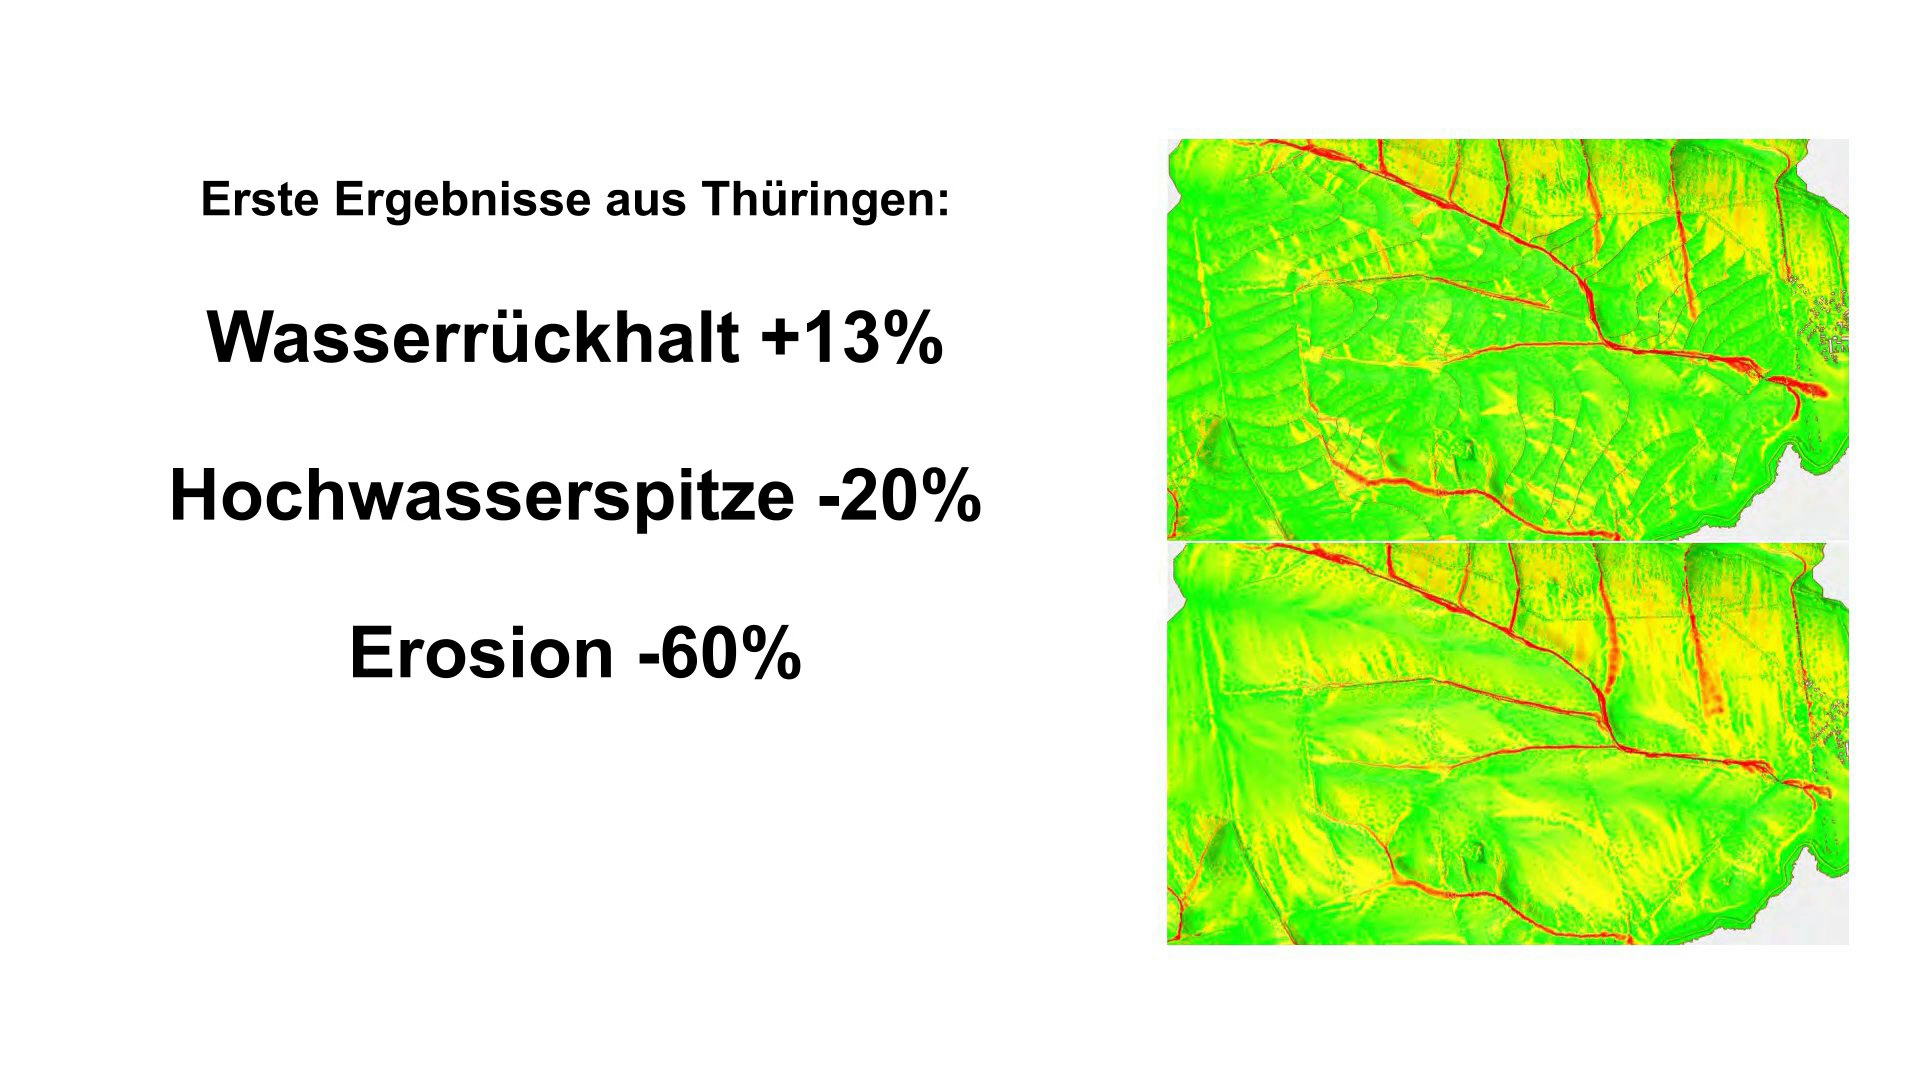 Erste Ergebnisse aus Thüringen:
Wasserrückhalt +13%
Hochwasserspitze -20%
Erosion -60%